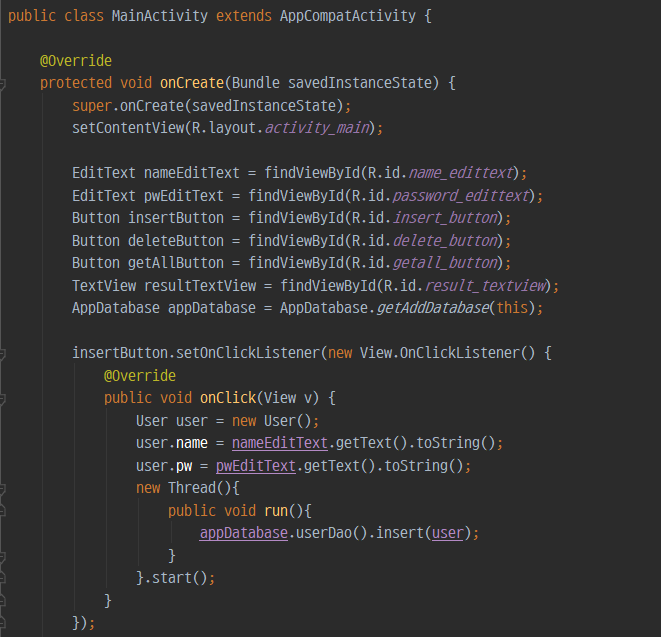 public class MainActivity extends AppCompatActivity {
@Override
protected void onCreate(Bundle savedInstanceState) {
super.onCreate(savedInstanceState);
setContentView(R.layout.activity_main);
EditText nameEditText = findViewById(R.id.name_edittext);
EditText pwEditText = findViewById(R.id.password_edittext);
Button insertButton = findViewById(R.id.insert_button);
Button deleteButton = findViewById(R.id.delete_button);
Button getAllButton = findViewById(R.id.getall_button);
TextView resultTextView = findViewById(R.id.result_textview);
AppDatabase appDatabase = AppDatabase.getAddDatabase(this);
insertButton.setOnClickListener(new View.OnClickListener() {
@Override
public void onClick(View v) {
User user = new User();
user.name = nameEditText.getText().toString();
user.pw = pwEditText.getText().toString();
new Thread(){
public void run(){
appDatabase.userDao().insert(user);
}
}.start();
}
});